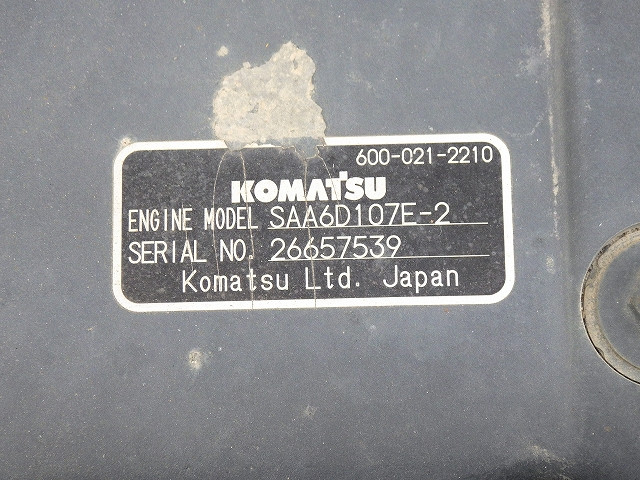 600-021-2210
KOMATSU
ENGINE MODEL SAA6D107E-2
SERIAL NO. 26657539
Komatsu Ltd. Japan